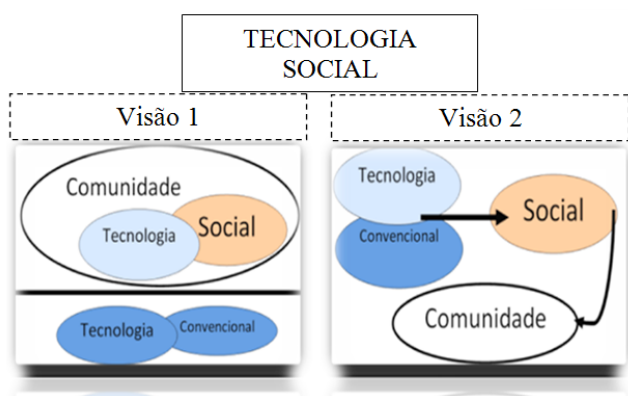 TECNOLOGIA
SOCIAL
Visão 1
Comunidade
Social
Tecnologia
Tecnologia
Convencional
Visão 2
Tecnologia
Social
Convencional
Comunidade